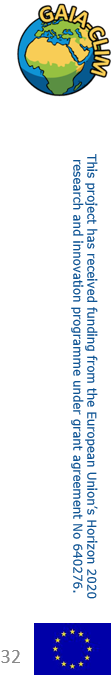 GAIA-CLIM
This project has received funding from the European Union's Horizon 2020
research and innovation programme under grant agreement No 640276.
32